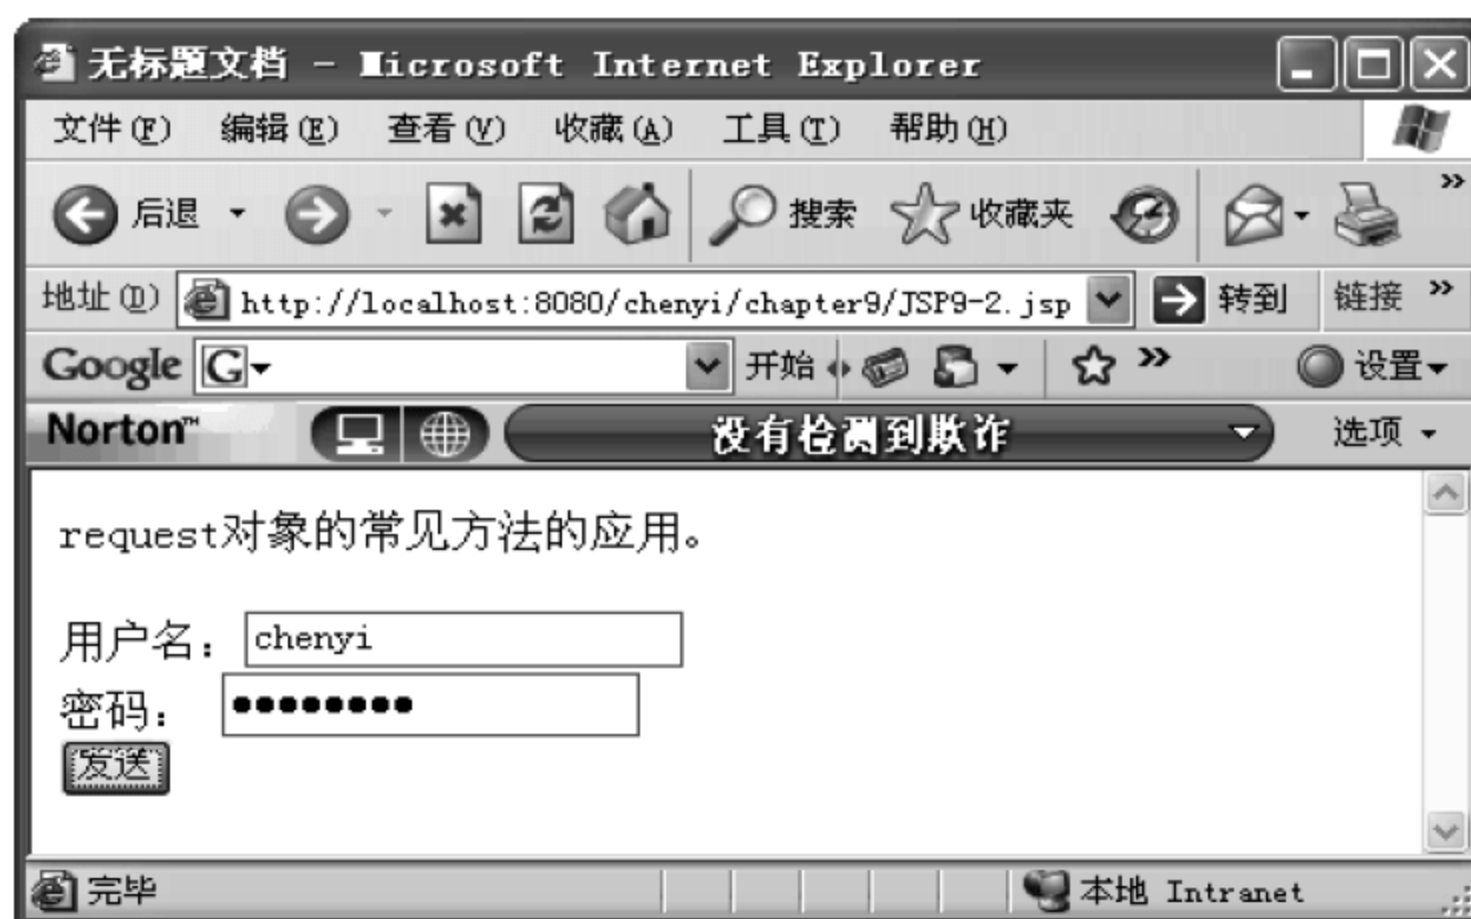 无标题文档 - Microsoft Internet Explorer
文件(F) 编辑(E) 查看(V) 收藏(A) 工具(T) 帮助(H)
后退 搜索 收藏夹 »
地址(D) http://localhost:8080/chenyi/chapter9/JSP9-2.jsp 转到 链接 »
Google G 开始 » 设置
Norton™ 没有检测到欺诈 选项
request对象的常见方法的应用。
用户名：chenyi
密码：●●●●●●●●
发送
完毕 本地 Intranet